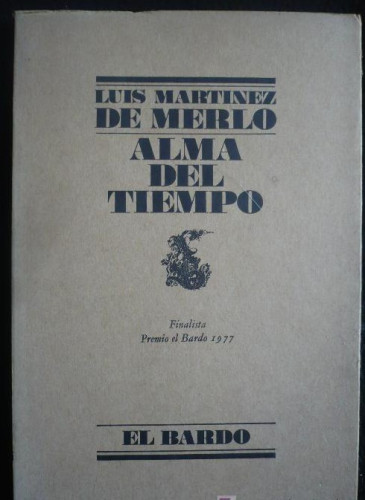 LUIS MARTINEZ
DE MERLO
ALMA
DEL
TIEMPO
Finalista
Premio el Bardo 1977
EL BARDO